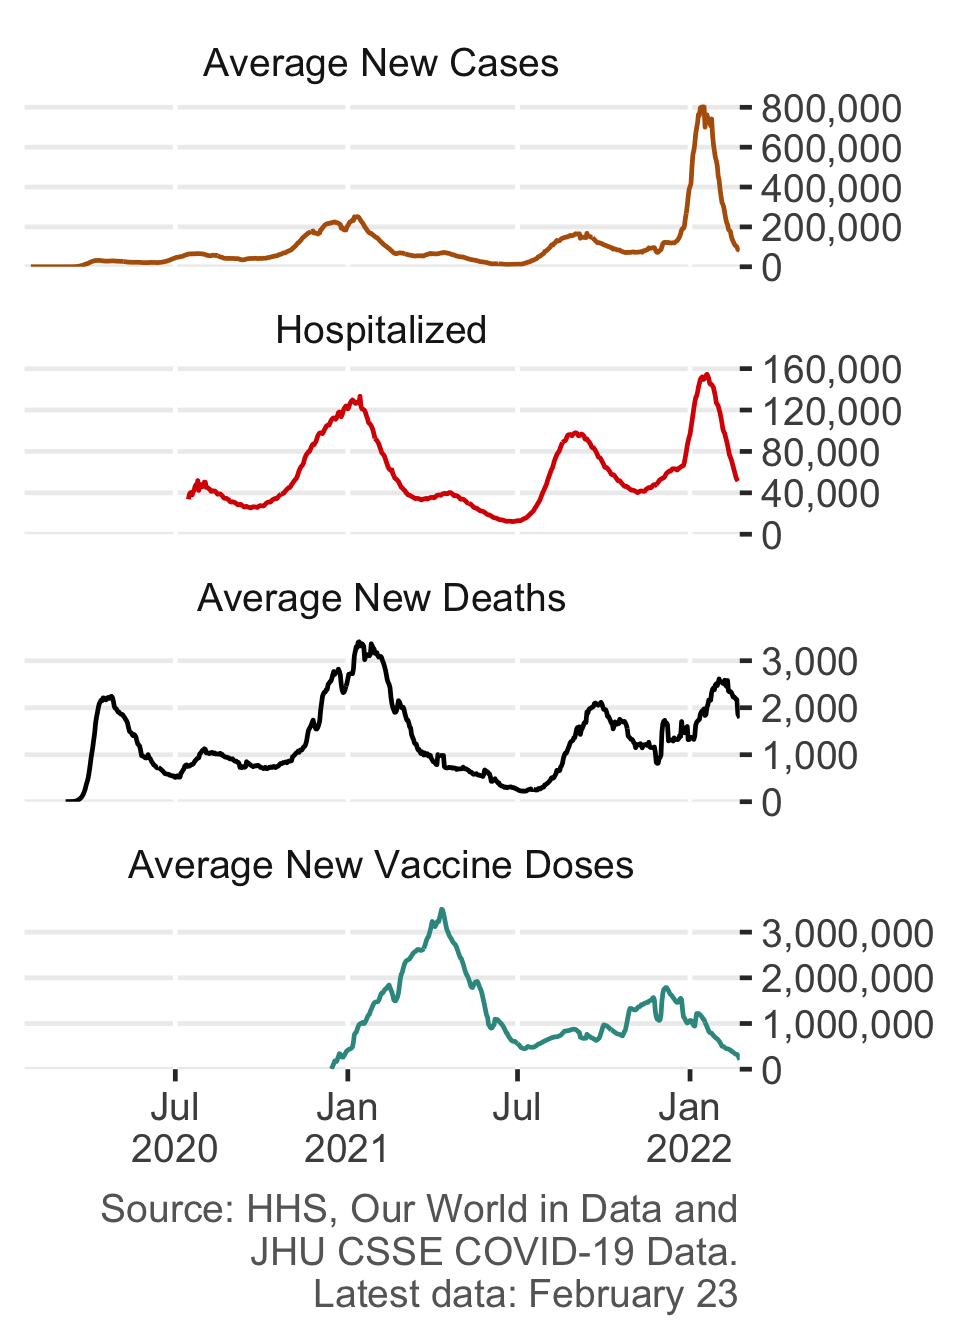 Average New Cases
800,000
600,000
400,000
200,000
0
Hospitalized
160,000
120,000
80,000
40,000
0
Average New Deaths
3,000
2,000
1,000
0
Average New Vaccine Doses
3,000,000
2,000,000
1,000,000
0
Jul Jan Jul Jan
2020 2021 2022
Source: HHS, Our World in Data and
JHU CSSE COVID-19 Data.
Latest data: February 23